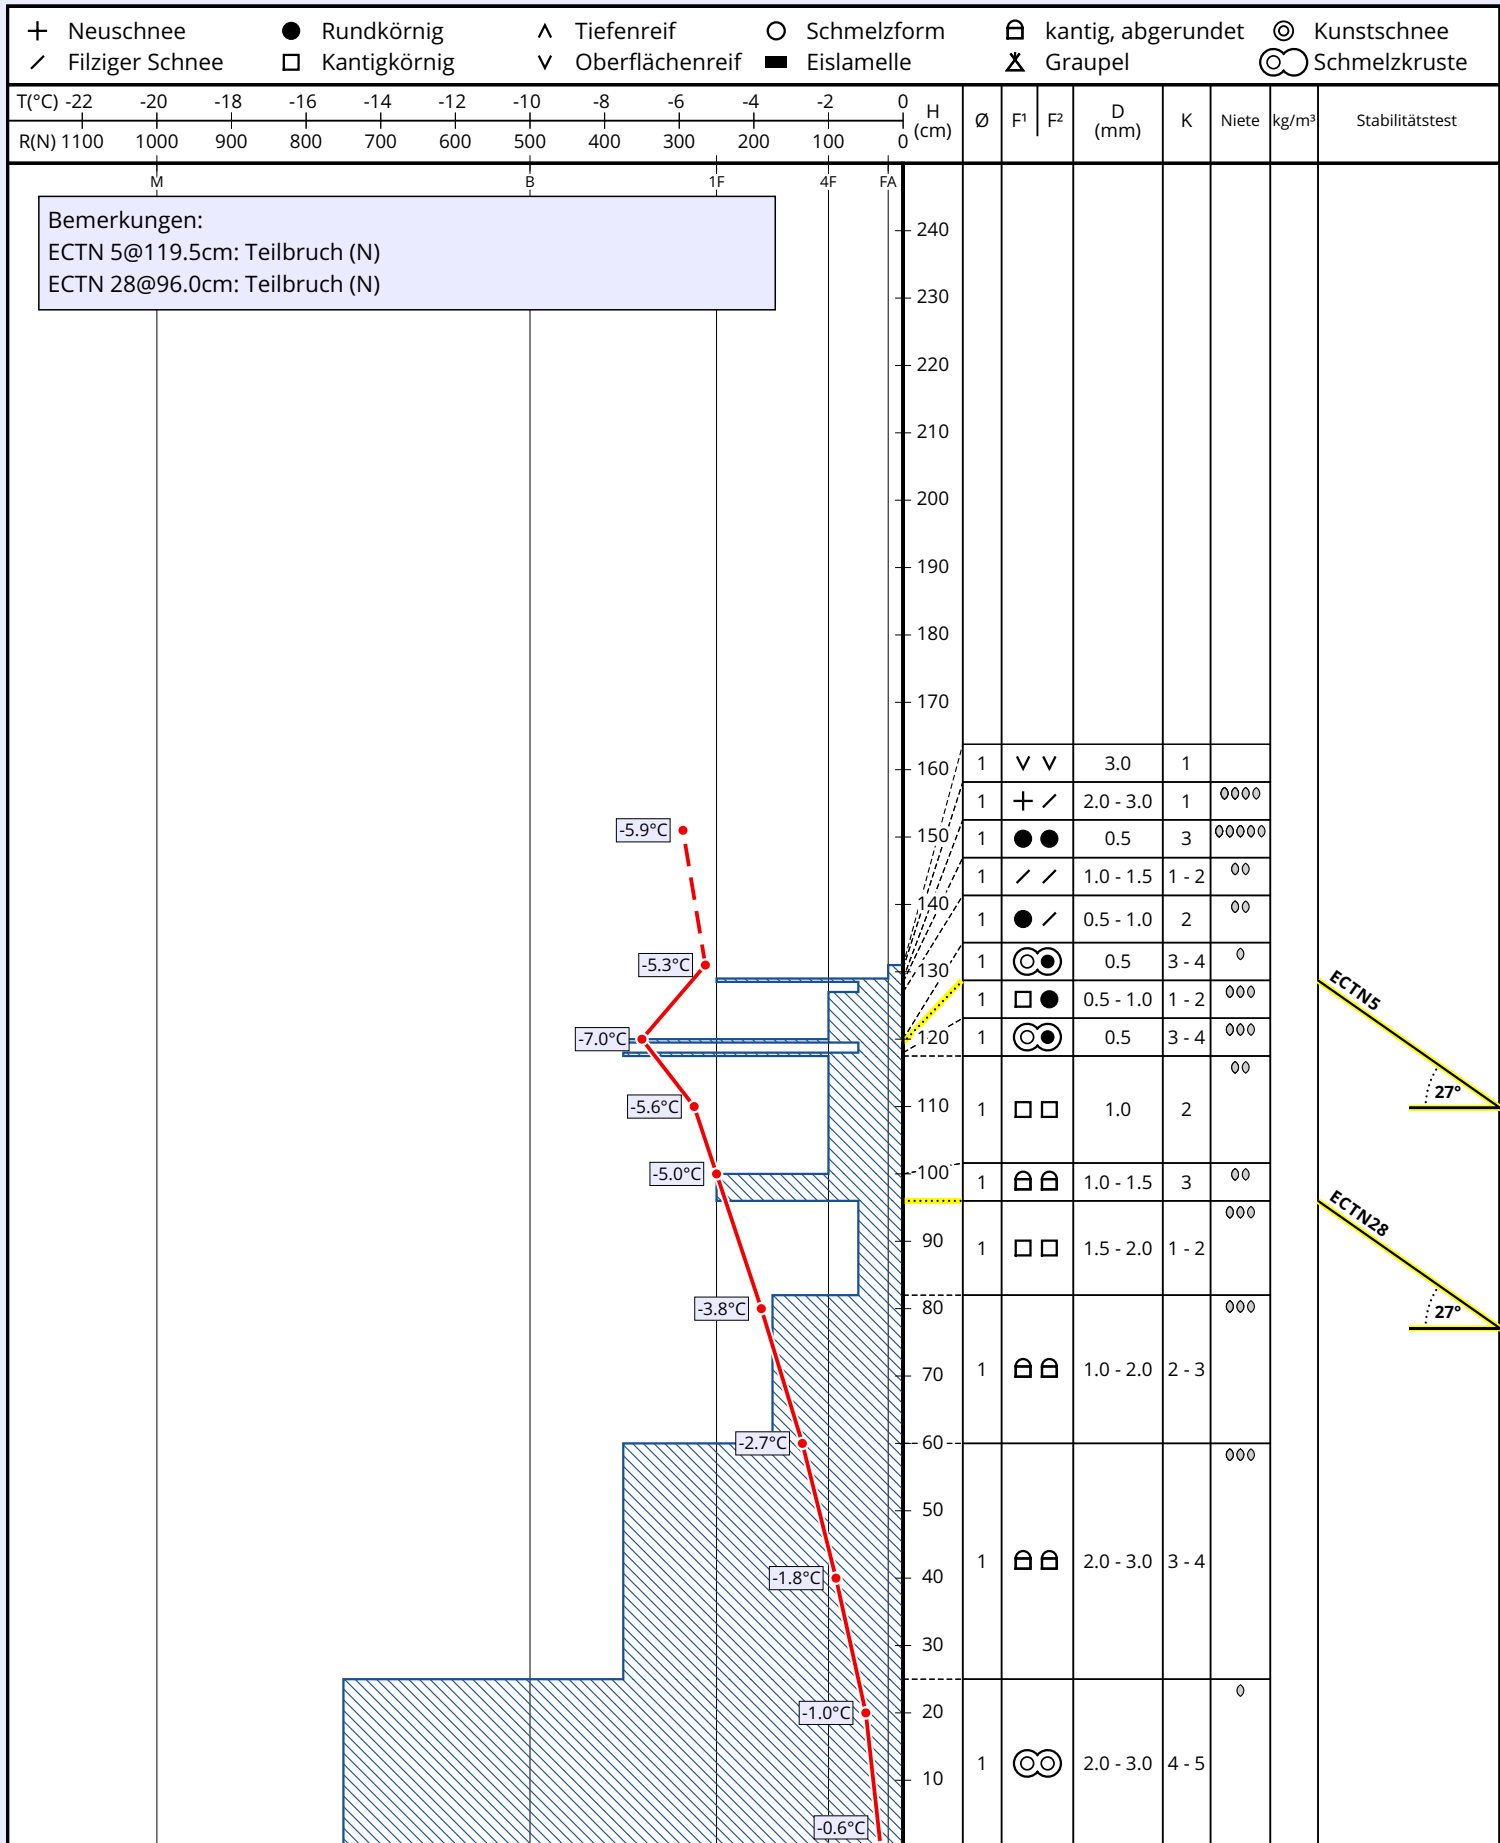 Neuschnee Rundkörnig Tiefenreif Schmelzform kantig, abgerundet Kunstschnee
Filziger Schnee Kantigkörnig Oberflächenreif Eislamelle Graupel Schmelzkruste
T(°C) -22 -20 -18 -16 -14 -12 -10 -8 -6 -4 -2 0
R(N) 1100 1000 900 800 700 600 500 400 300 200 100 0
H (cm) Ø F¹ F² D (mm) K Niete kg/m³ Stabilitätstest
M B 1F 4F FA
Bemerkungen:
ECTN 5@119.5cm: Teilbruch (N)
ECTN 28@96.0cm: Teilbruch (N)
240
230
220
210
200
190
180
170
160 1 3.0 1
1 2.0 - 3.0 1
-5.9°C 150 1 0.5 3
1 1.0 - 1.5 1 - 2
140 1 0.5 - 1.0 2
-5.3°C 130 1 0.5 3 - 4
1 0.5 - 1.0 1 - 2 ECTN5
-7.0°C 120 1 0.5 3 - 4
27°
-5.6°C 110 1 1.0 2
-5.0°C 100 1 1.0 - 1.5 3
ECTN28
90 1 1.5 - 2.0 1 - 2
-3.8°C 80 27°
70 1 1.0 - 2.0 2 - 3
-2.7°C 60
50
-1.8°C 40 1 2.0 - 3.0 3 - 4
30
-1.0°C 20
10 1 2.0 - 3.0 4 - 5
-0.6°C